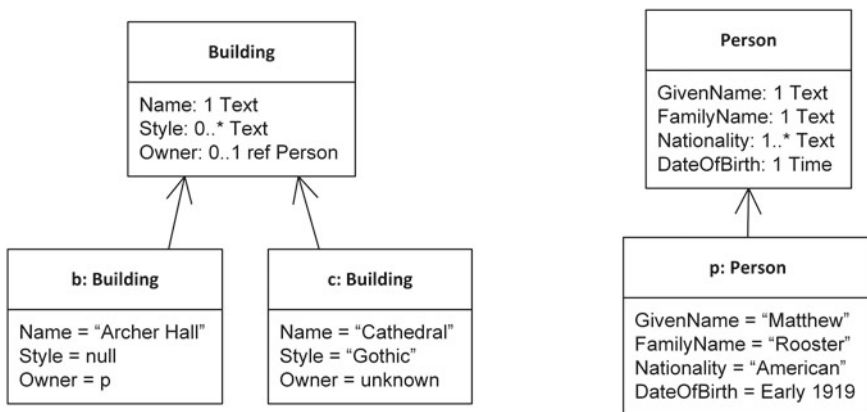 Building
Name: 1 Text
Style: 0..* Text
Owner: 0..1 ref Person
Person
GivenName: 1 Text
FamilyName: 1 Text
Nationality: 1..* Text
DateOfBirth: 1 Time
b: Building
Name = “Archer Hall”
Style = null
Owner = p
c: Building
Name = “Cathedral”
Style = “Gothic”
Owner = unknown
p: Person
GivenName = “Matthew”
FamilyName = “Rooster”
Nationality = “American”
DateOfBirth = Early 1919